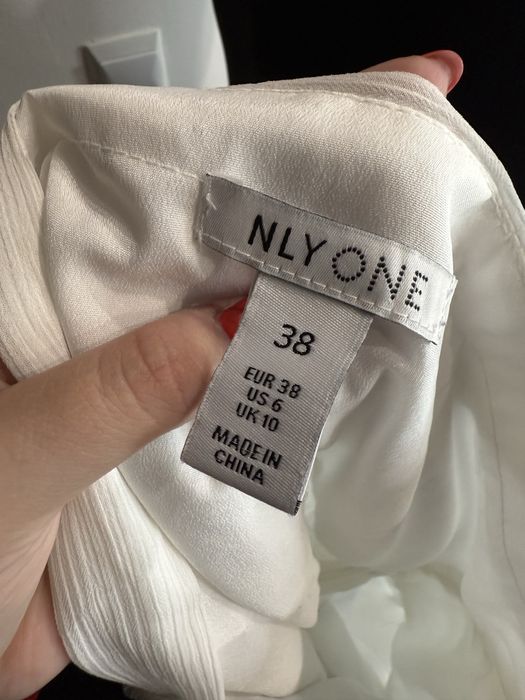 NLY ONE
38
EUR 38
US 6
UK 10
MADE IN
CHINA